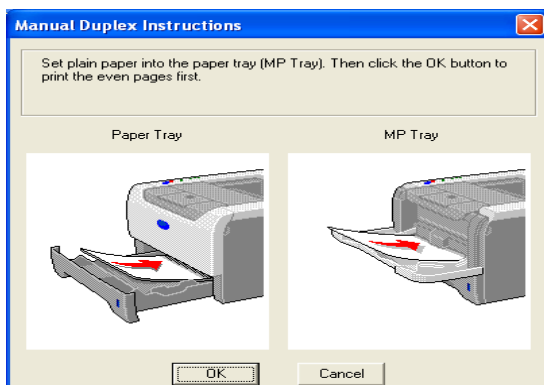 Manual Duplex Instructions
Set plain paper into the paper tray (MP Tray). Then click the OK button to
print the even pages first.
Paper Tray
MP Tray
OK
Cancel